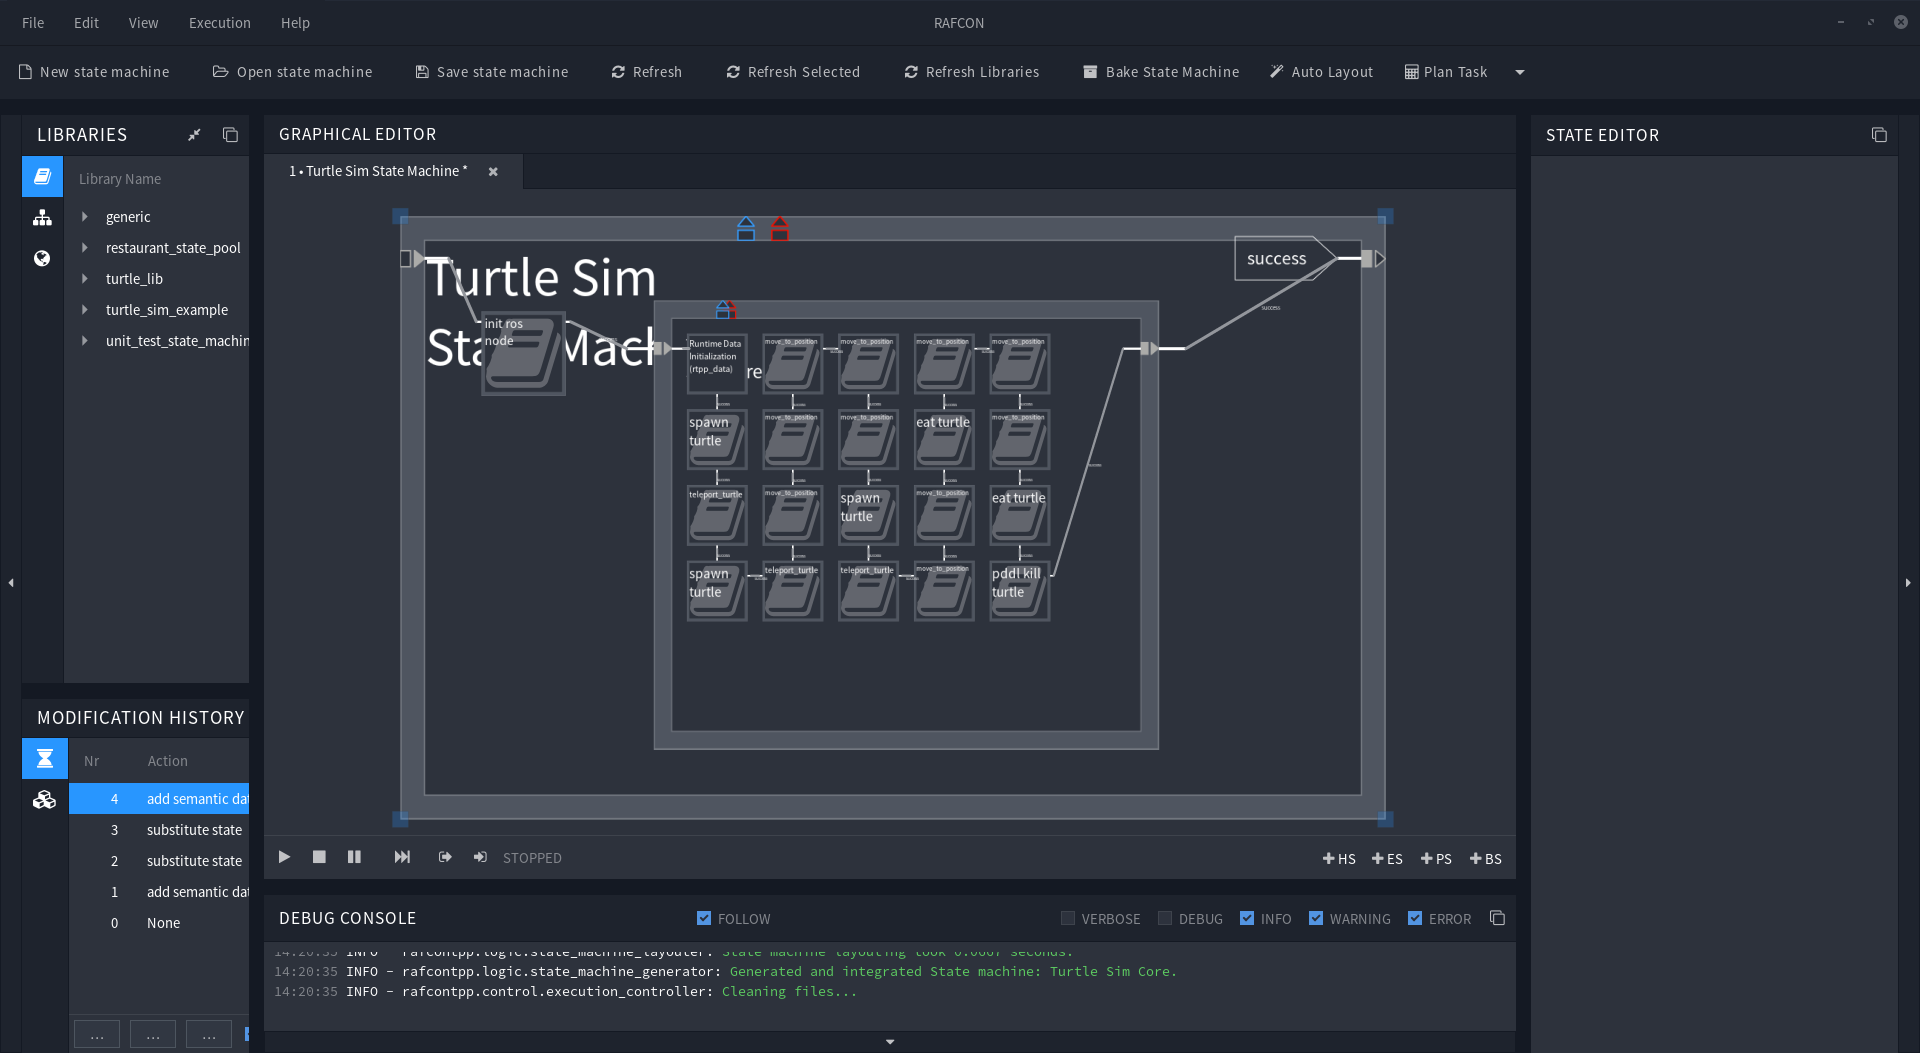 File Edit View Execution Help RAFCON
New state machine Open state machine Save state machine Refresh Refresh Selected Refresh Libraries Bake State Machine Auto Layout Plan Task
LIBRARIES
Library Name
generic
restaurant_state_pool
turtle_lib
turtle_sim_example
unit_test_state_machin
MODIFICATION HISTORY
Nr Action
4 add semantic dat
3 substitute state
2 substitute state
1 add semantic dat
0 None
... ... ...
GRAPHICAL EDITOR
1 • Turtle Sim State Machine *
Turtle Sim
Sta Mach
init ros
node
success
success
re
Runtime Data
Initialization
(rtpp_data)
move_to_position move_to_position move_to_position move_to_position
spawn
turtle
move_to_position move_to_position eat turtle move_to_position
teleport_turtle move_to_position spawn
turtle
move_to_position eat turtle
spawn
turtle
teleport_turtle teleport_turtle move_to_position pddl kill
turtle
STOPPED
HS ES PS BS
DEBUG CONSOLE FOLLOW VERBOSE DEBUG INFO WARNING ERROR
14:20:35 INFO - rafcontpp.logic.state_machine_layouter: State machine layouting took 0.0667 seconds.
14:20:35 INFO - rafcontpp.logic.state_machine_generator: Generated and integrated State machine: Turtle Sim Core.
14:20:35 INFO - rafcontpp.control.execution_controller: Cleaning files...
STATE EDITOR